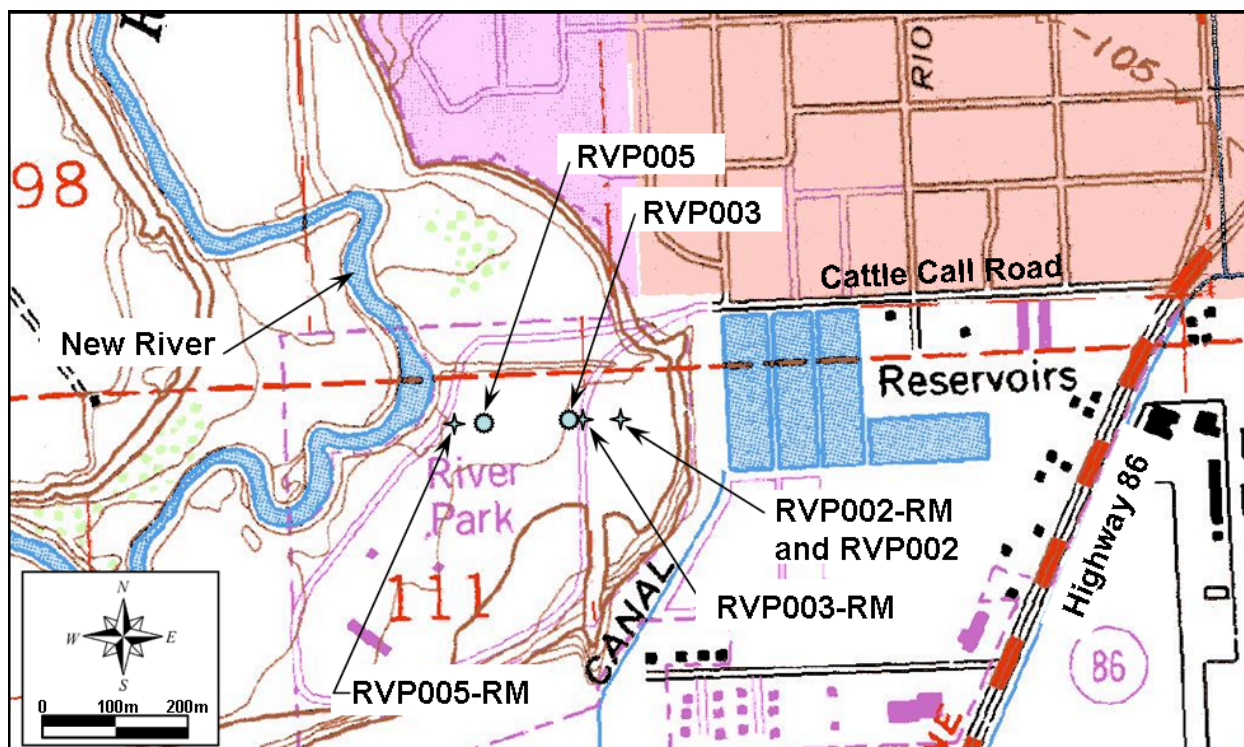 R
RIO
-105
RVP005
98
RVP003
Cattle Call Road
New River
Reservoirs
River
Park
RVP002-RM
and RVP002
Highway 86
111
CANAL
RVP003-RM
N
W E
S
RVP005-RM
86
0 100m 200m
NE